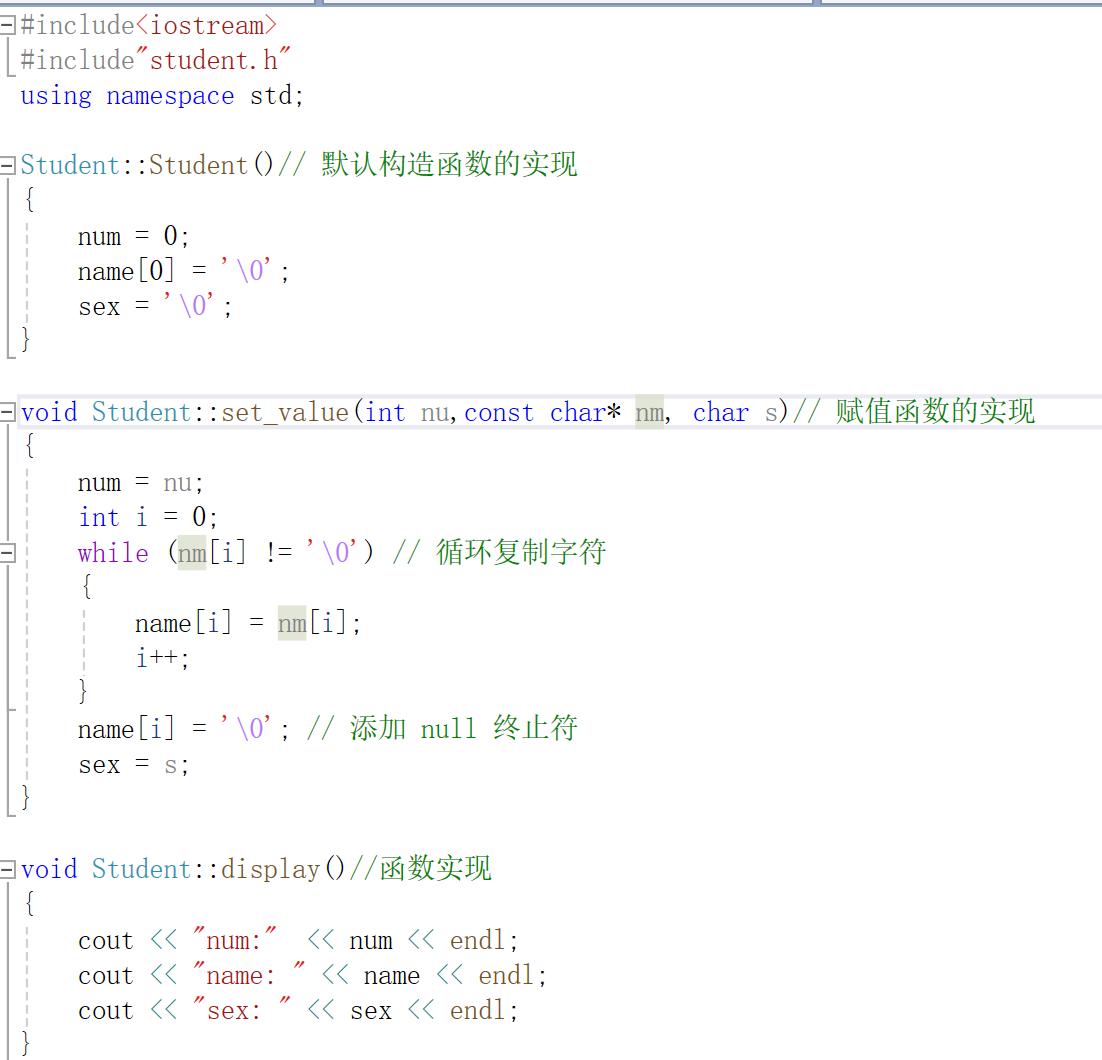 #include<iostream>
#include"student.h"
using namespace std;
Student::Student()// 默认构造函数的实现
{
num = 0;
name[0] = '\0';
sex = '\0';
}
void Student::set_value(int nu,const char* nm, char s)// 赋值函数的实现
{
num = nu;
int i = 0;
while (nm[i] != '\0') // 循环复制字符
{
name[i] = nm[i];
i++;
}
name[i] = '\0'; // 添加 null 终止符
sex = s;
}
void Student::display()//函数实现
{
cout << "num:"  << num << endl;
cout << "name: " << name << endl;
cout << "sex: " << sex << endl;
}